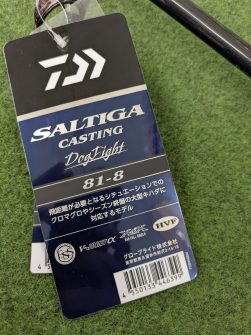 SALTIGA
CASTING
DogFight
81-8
飛距離が必要となるシチュエーションでの
クロマグロやシーズン終盤の大型キハダに
対応するモデル
HVF
グローブライド株式会社